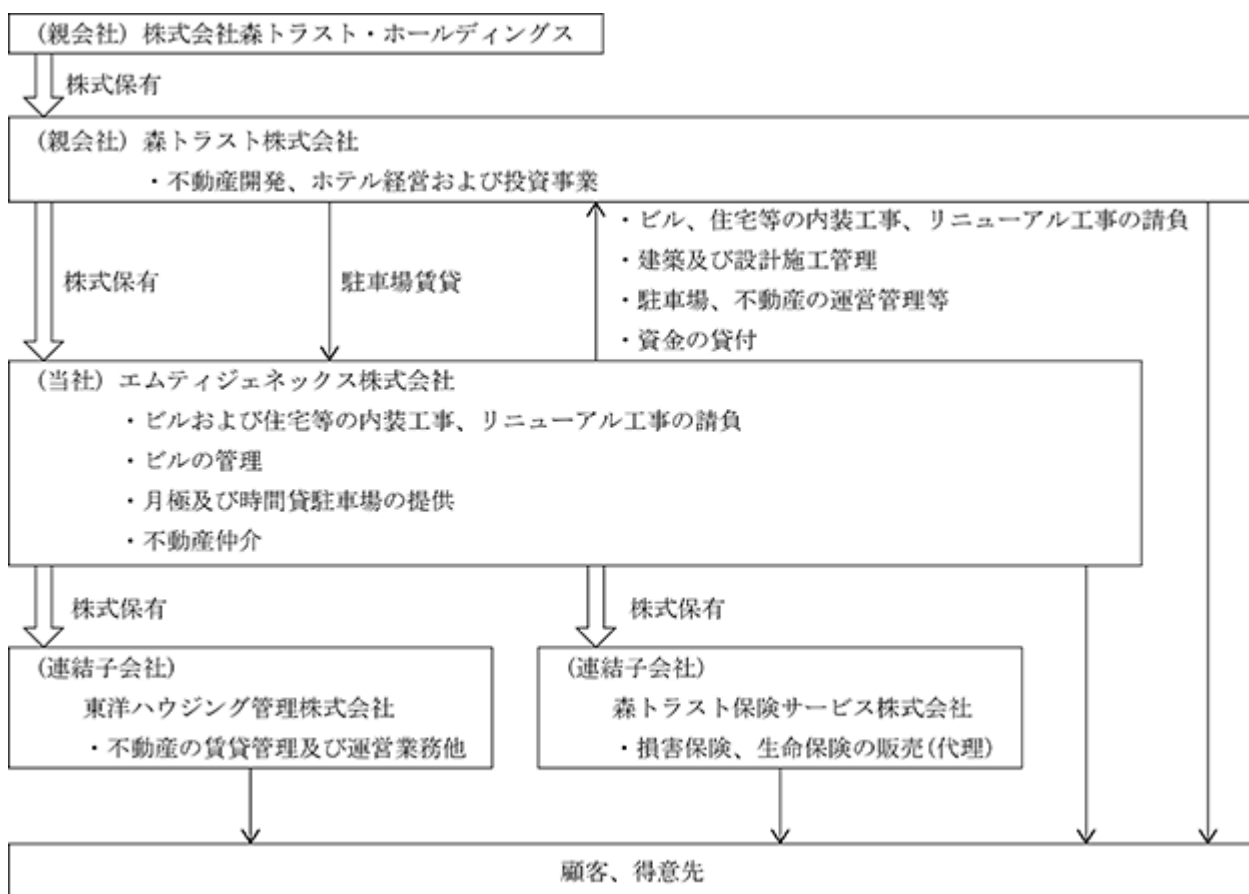 (親会社) 株式会社森トラスト・ホールディングス
株式保有
(親会社) 森トラスト株式会社
・不動産開発、ホテル経営および投資事業
株式保有
駐車場賃貸
・ビル、住宅等の内装工事、リニューアル工事の請負
・建築及び設計施工管理
・駐車場、不動産の運営管理等
・資金の貸付
(当社) エムティジェネックス株式会社
・ビルおよび住宅等の内装工事、リニューアル工事の請負
・ビルの管理
・月極及び時間貸駐車場の提供
・不動産仲介
株式保有
株式保有
(連結子会社)
東洋ハウジング管理株式会社
・不動産の賃貸管理及び運営業務他
(連結子会社)
森トラスト保険サービス株式会社
・損害保険、生命保険の販売(代理)
顧客、得意先